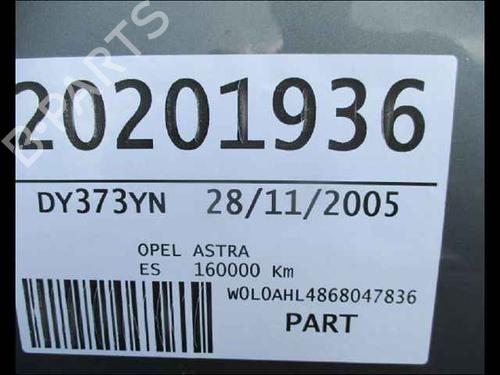 20201936
DY373YN 28/11/2005
OPEL ASTRA
ES 160000 Km
W0L0AHL4868047836
PART
B-PARTS